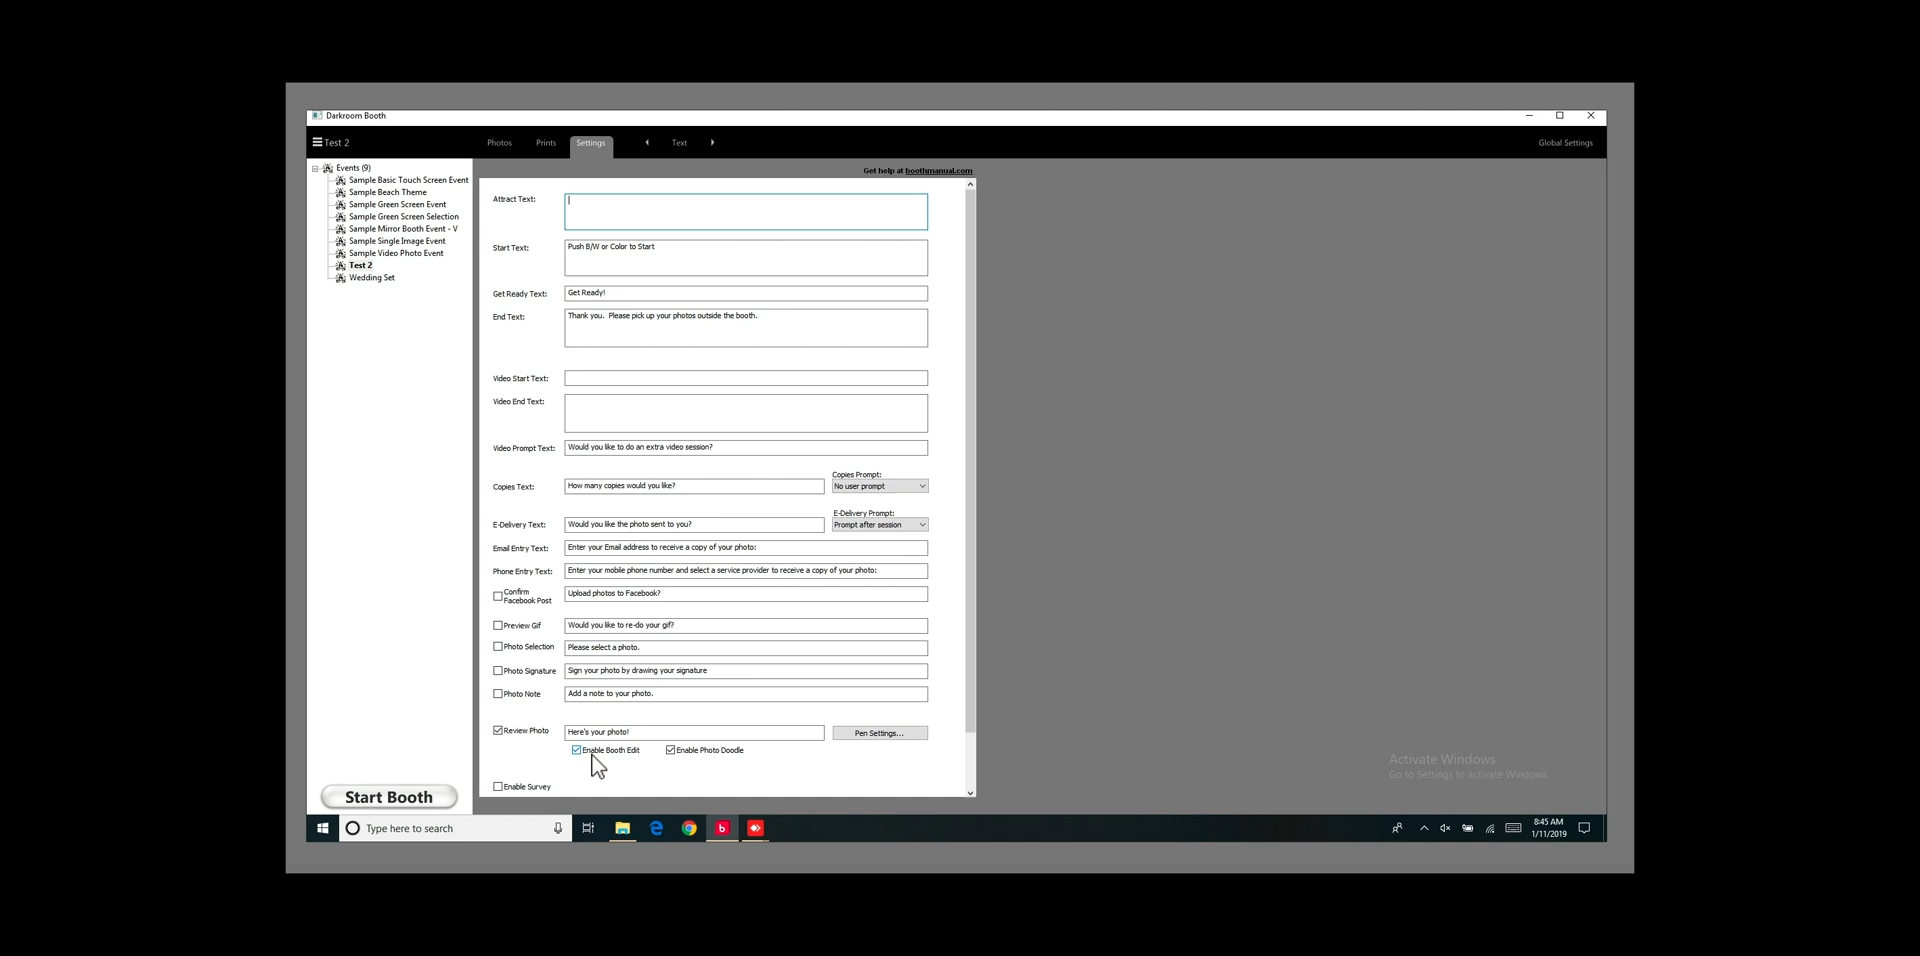 Darkroom Booth
Test 2
Photos
Prints
Settings
Text
Global Settings
Get help at boothmanual.com
Events (9)
Sample Basic Touch Screen Event
Sample Beach Theme
Sample Green Screen Event
Sample Green Screen Selection
Sample Mirror Booth Event - V
Sample Single Image Event
Sample Video Photo Event
Test 2
Wedding Set
Attract Text:
Start Text:
Push B/W or Color to Start
Get Ready Text:
Get Ready!
End Text:
Thank you. Please pick up your photos outside the booth.
Video Start Text:
Video End Text:
Video Prompt Text:
Would you like to do an extra video session?
Copies Prompt:
Copies Text:
How many copies would you like?
No user prompt
E-Delivery Prompt:
E-Delivery Text:
Would you like the photo sent to you?
Prompt after session
Email Entry Text:
Enter your Email address to receive a copy of your photo:
Phone Entry Text:
Enter your mobile phone number and select a service provider to receive a copy of your photo:
Confirm
Facebook Post
Upload photos to Facebook?
Preview Gif
Would you like to re-do your gif?
Photo Selection
Please select a photo.
Photo Signature
Sign your photo by drawing your signature
Photo Note
Add a note to your photo.
Review Photo
Here's your photo!
Pen Settings...
Enable Booth Edit
Enable Photo Doodle
Enable Survey
Start Booth
Activate Windows
Go to Settings to activate Windows.
Type here to search
b
8:45 AM
1/11/2019